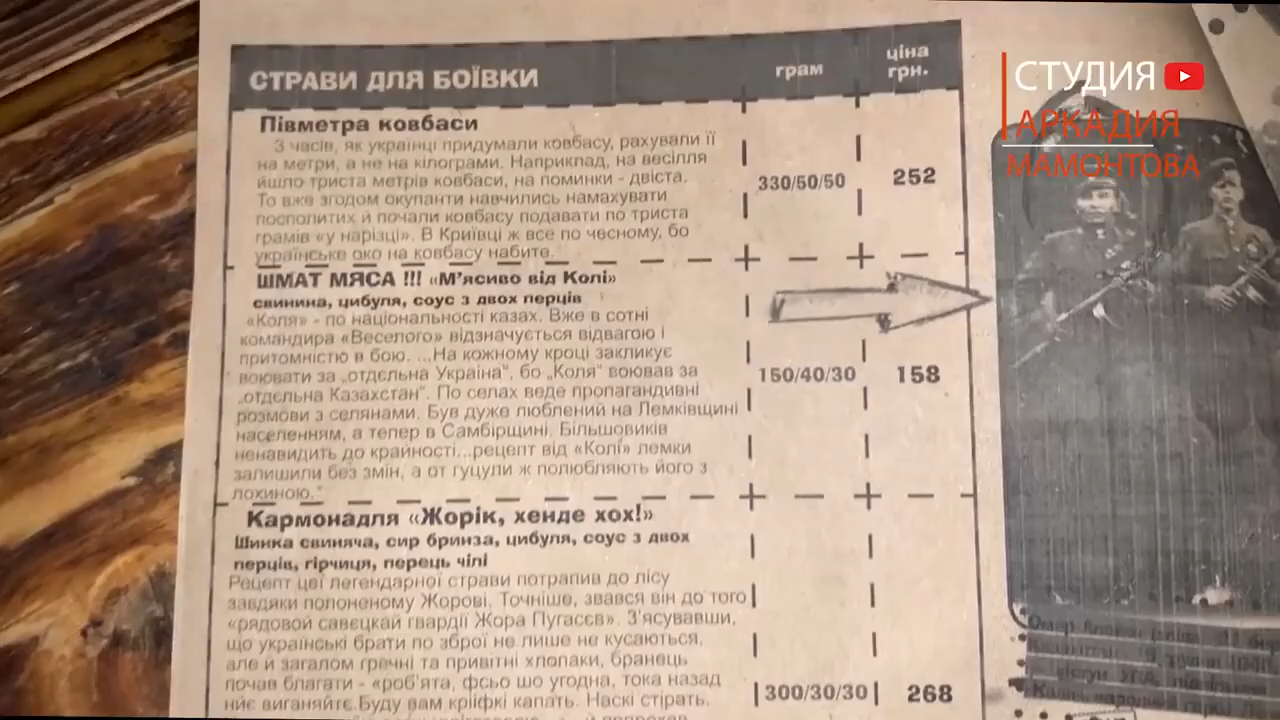 СТРАВИ ДЛЯ БОЇВКИ
грам
ціна
грн.
Півметра ковбаси
З часів, як українці придумали ковбасу, рахували її
на метри, а не на кілограми. Наприклад, на весілля
йшло триста метрів ковбаси, на поминки - двіста.
То вже згодом окупанти навчились намахувати
посполитих й почали ковбасу подавати по триста
грамів «у нарізці». В Криївці ж все по чесному, бо
українське око на ковбасу набите.
330/50/50
252
ШМАТ МЯСА !!! «М’ясиво від Колі»
свинина, цибуля, соус з двох перців
«Коля» - по національності казах. Вже в сотні
командира «Веселого» відзначується відвагою і
притомністю в бою. ...На кожному кроці закликує
воювати за „отдєльна Україна“, бо „Коля“ воював за
„отдєльна Казахстан“. По селах веде пропагандивні
розмови з селянами. Був дуже люблений на Лемківщині
населенням, а тепер в Самбірщині, Більшовиків
ненавидить до крайності...рецепт від «Колі» лемки
залишили без змін, а от гуцули ж полюбляють його з
лохиною.“
150/40/30
158
Кармонадля «Жорік, хенде хох!»
Шинка свиняча, сир бринза, цибуля, соус з двох
перців, гірчиця, перець чілі
Рецепт цеї легендарної страви потрапив до лісу
завдяки полоненому Жорові. Точніше, звався він до того
«рядовой савєцкай гвардії Жора Пугасєв». З'ясувавши,
що українські брати по зброї не лише не кусаються,
але й загалом ґречні та привітні хлопаки, бранець
почав благати - «роб’ята, фсьо шо угодна, тока назад
ниє виганяйтє. Буду вам крііфкі капать. Наскі стірать.
300/30/30
268
СТУДИЯ
АРКАДИЯ
МАМОНТОВА